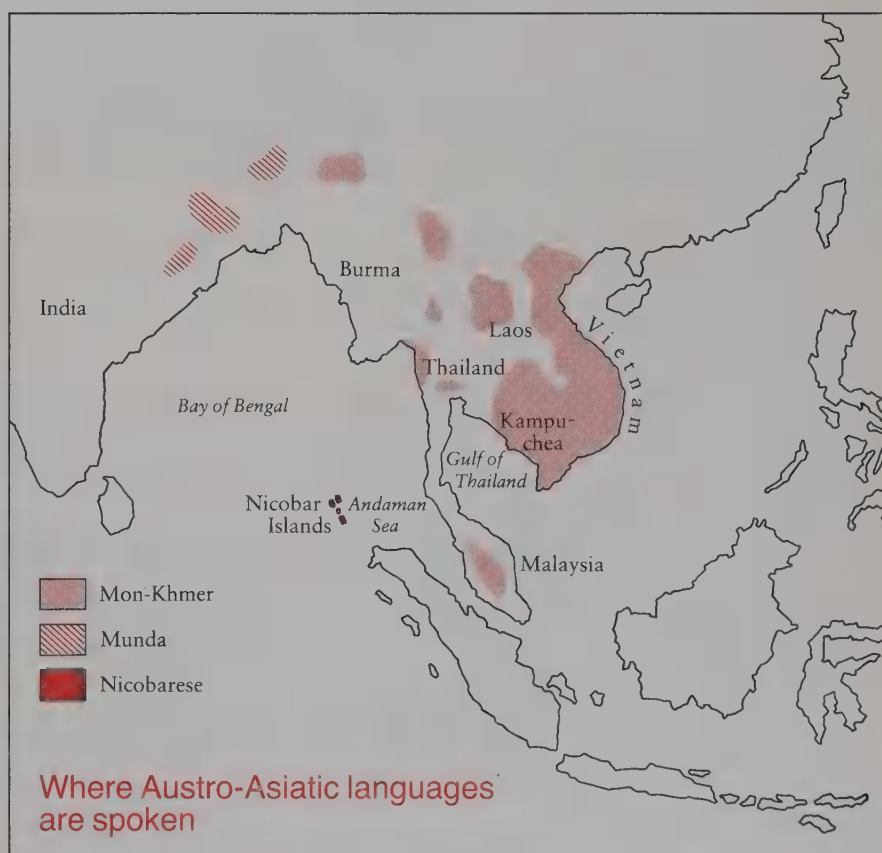 Burma
India
Laos
Vietnam
Thailand
Bay of Bengal
Kampu-
chea
Gulf of
Thailand
Nicobar
Islands
Andaman
Sea
Malaysia
Mon-Khmer
Munda
Nicobarese
Where Austro-Asiatic languages
are spoken